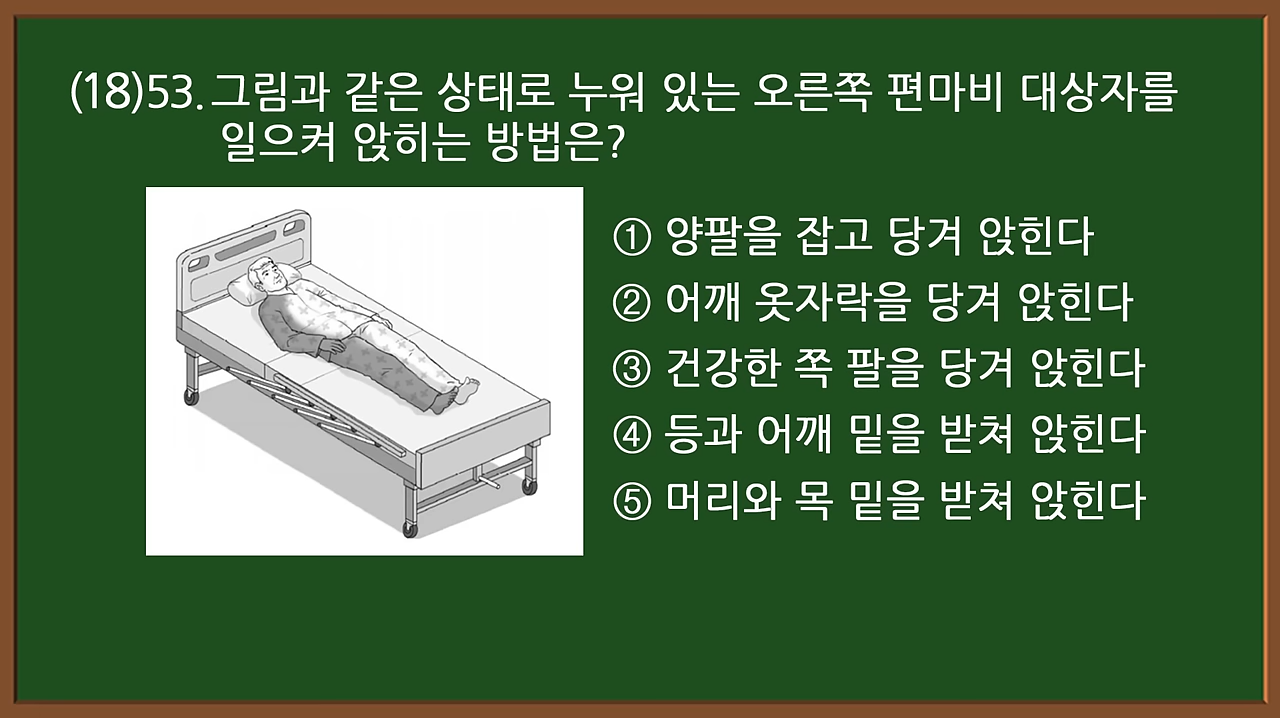 (18)53. 그림과 같은 상태로 누워 있는 오른쪽 편마비 대상자를
일으켜 앉히는 방법은?
① 양팔을 잡고 당겨 앉힌다
② 어깨 옷자락을 당겨 앉힌다
③ 건강한 쪽 팔을 당겨 앉힌다
④ 등과 어깨 밑을 받쳐 앉힌다
⑤ 머리와 목 밑을 받쳐 앉힌다